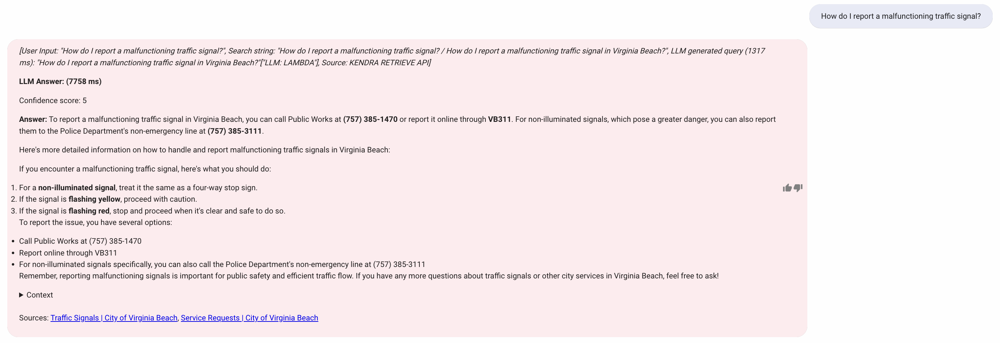 How do I report a malfunctioning traffic signal?
[User Input: "How do I report a malfunctioning traffic signal?", Search string: "How do I report a malfunctioning traffic signal? / How do I report a malfunctioning traffic signal in Virginia Beach?", LLM generated query (1317
ms): "How do I report a malfunctioning traffic signal in Virginia Beach?"["LLM: LAMBDA"], Source: KENDRA RETRIEVE API]
LLM Answer: (7758 ms)
Confidence score: 5
Answer: To report a malfunctioning traffic signal in Virginia Beach, you can call Public Works at (757) 385-1470 or report it online through VB311. For non-illuminated signals, which pose a greater danger, you can also report
them to the Police Department's non-emergency line at (757) 385-3111.
Here's more detailed information on how to handle and report malfunctioning traffic signals in Virginia Beach:
If you encounter a malfunctioning traffic signal, here's what you should do:
1. For a non-illuminated signal, treat it the same as a four-way stop sign.
2. If the signal is flashing yellow, proceed with caution.
3. If the signal is flashing red, stop and proceed when it's clear and safe to do so.
To report the issue, you have several options:
• Call Public Works at (757) 385-1470
• Report online through VB311
• For non-illuminated signals specifically, you can also call the Police Department's non-emergency line at (757) 385-3111
Remember, reporting malfunctioning signals is important for public safety and efficient traffic flow. If you have any more questions about traffic signals or other city services in Virginia Beach, feel free to ask!
▶ Context
Sources: Traffic Signals | City of Virginia Beach, Service Requests | City of Virginia Beach